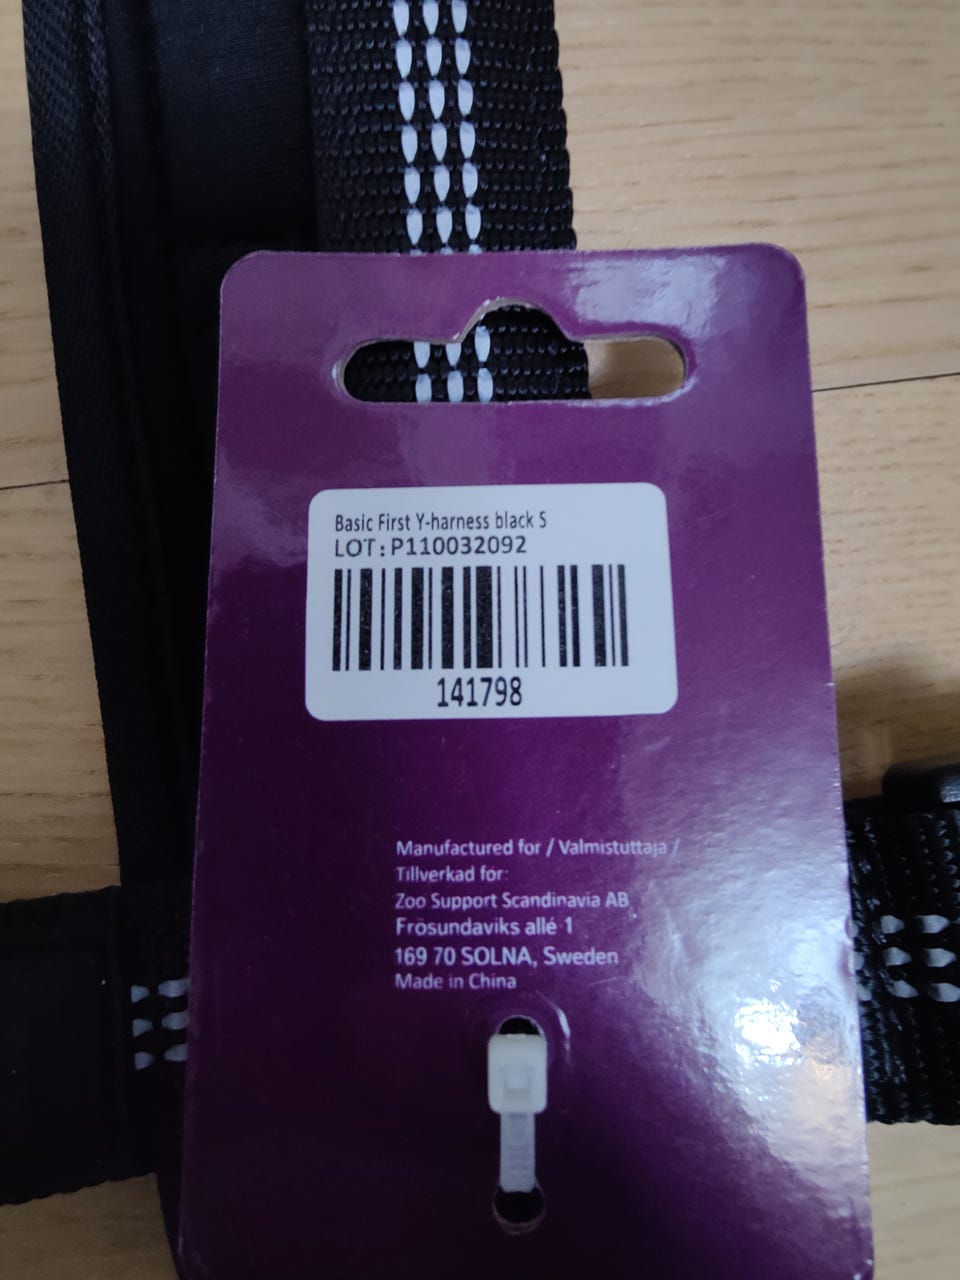 Basic First Y-harness black S
LOT:P110032092
141798
Manufactured for / Valmistuttaja /
Tillverkad för:
Zoo Support Scandinavia AB
Frösundaviks allé 1
169 70 SOLNA, Sweden
Made in China